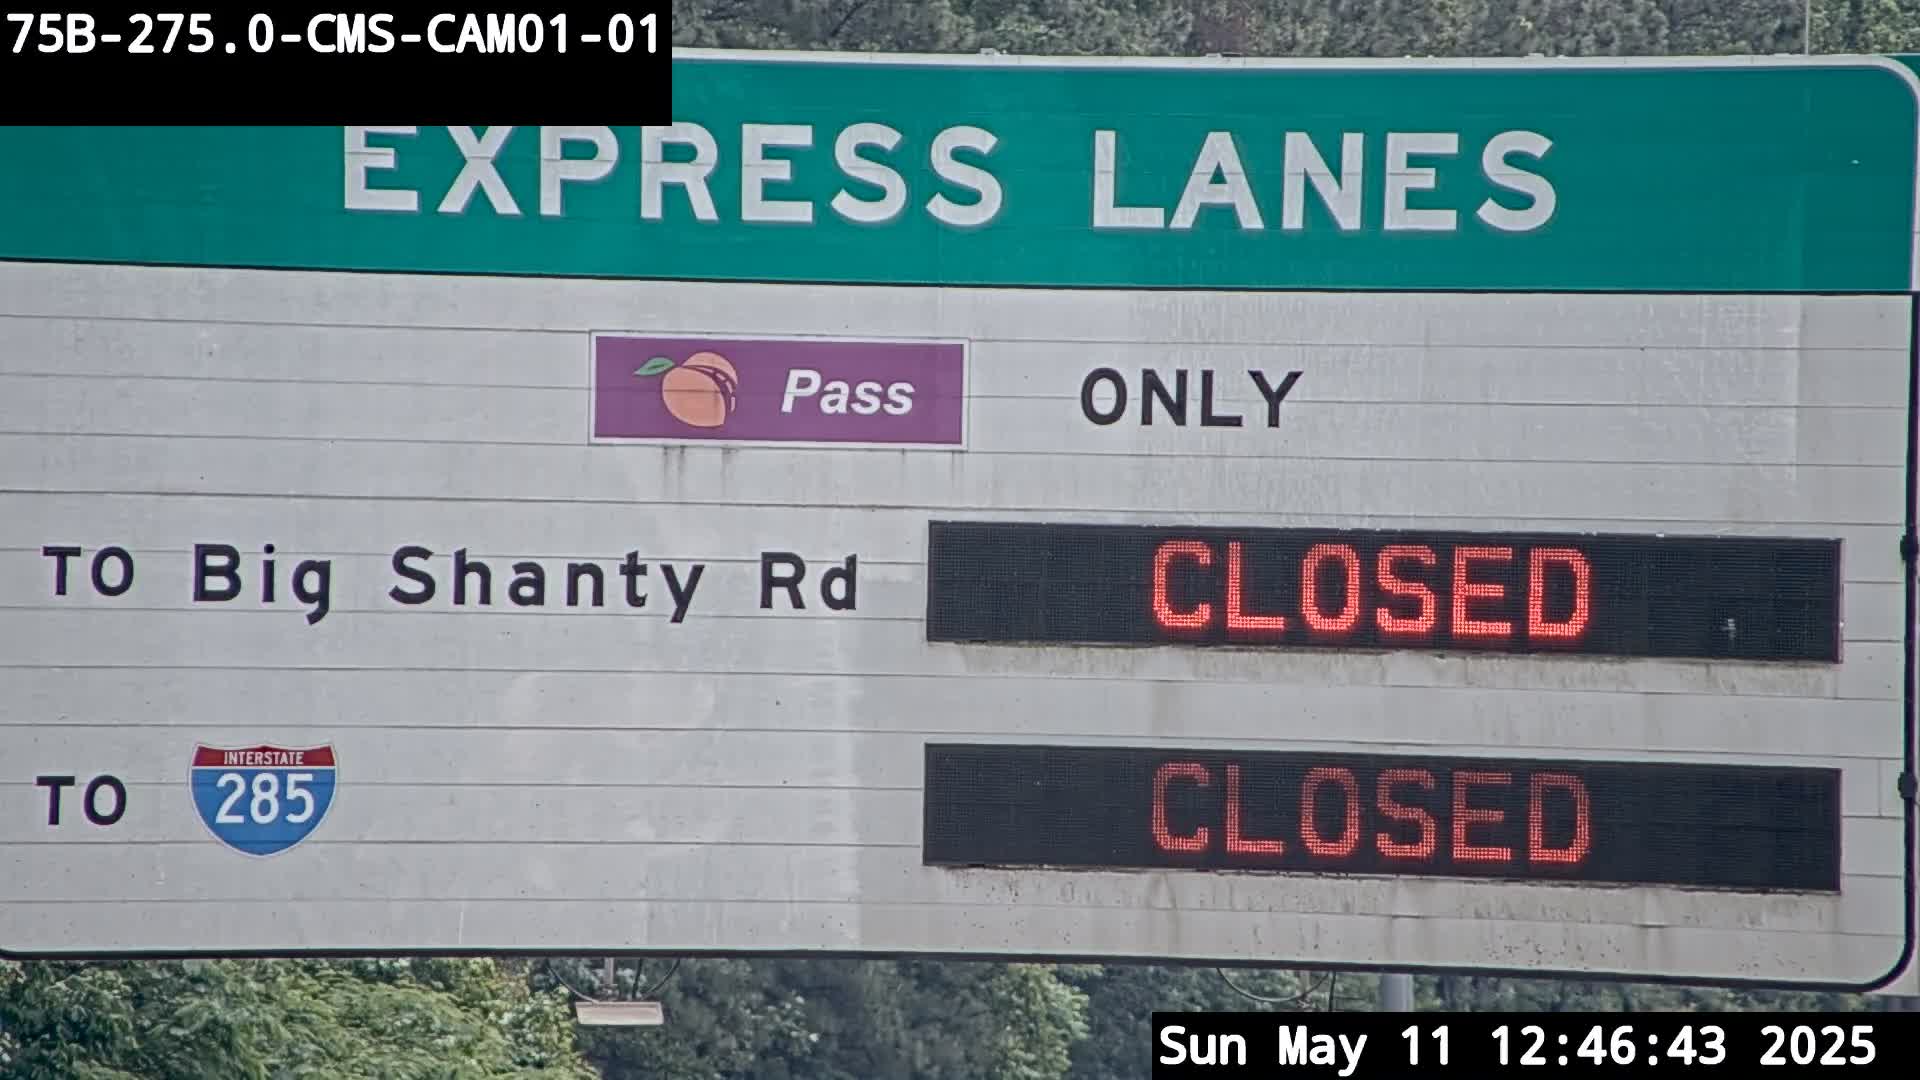 75B-275.0-CMS-CAM01-01
EXPRESS LANES
Pass ONLY
TO Big Shanty Rd CLOSED
TO INTERSTATE 285 CLOSED
Sun May 11 12:46:43 2025